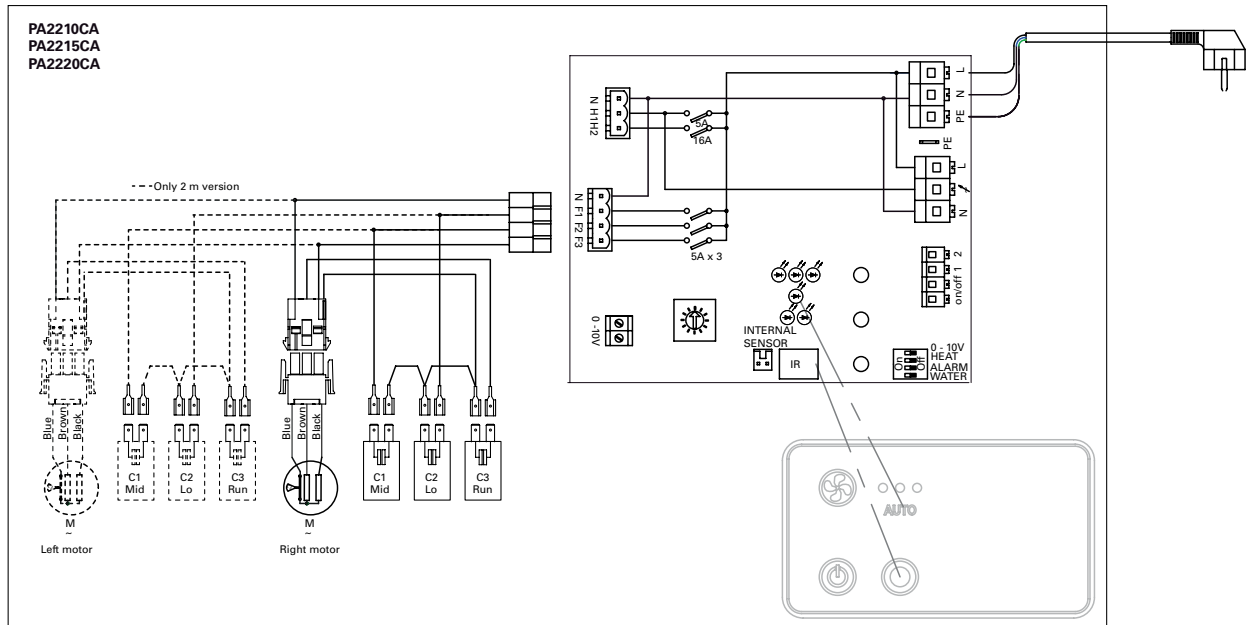 PA2210CA
PA2215CA
PA2220CA
L
N
PE
N
H1
H2
5A
16A
PE
L
N
---Only 2 m version
N
F1
F2
F3
5A x 3
2
1
on/off
0 -10V
INTERNAL
SENSOR
IR
On
Off
0 - 10V
HEAT
ALARM
WATER
Blue
Brown
Black
C1
Mid
C2
Lo
C3
Run
Blue
Brown
Black
C1
Mid
C2
Lo
C3
Run
M
~
Left motor
M
~
Right motor
AUTO